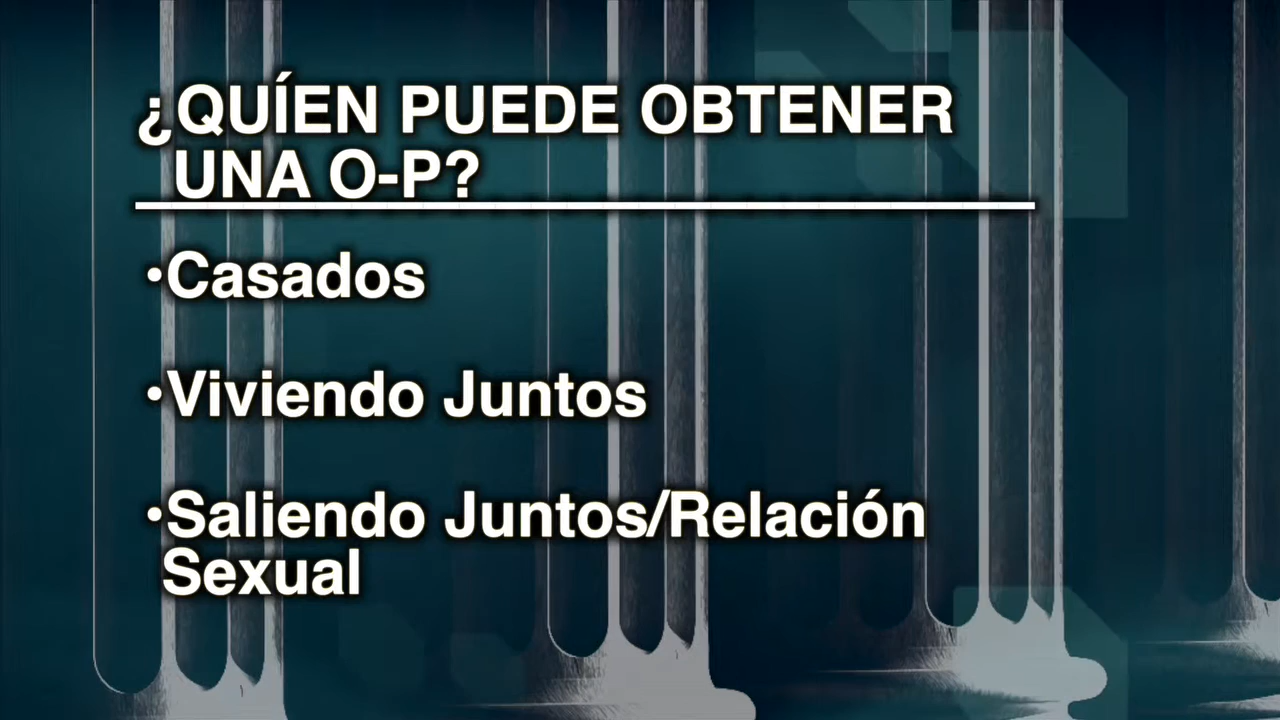 ¿QUÍEN PUEDE OBTENER
UNA O-P?
•Casados
•Viviendo Juntos
•Saliendo Juntos/Relación
Sexual